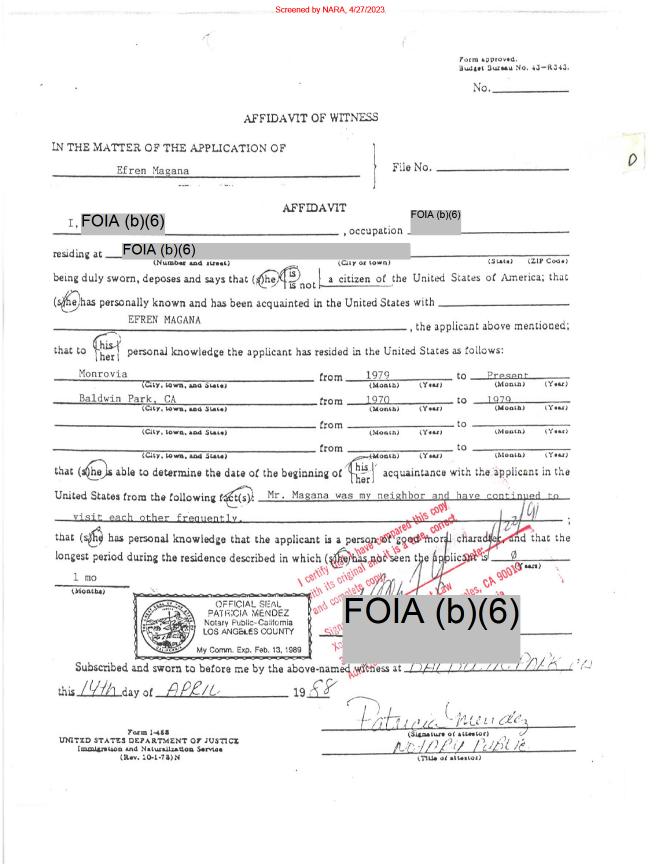 Screened by NARA, 4/27/2023.
Form approved.
Budget Bureau No. 43-R343.
No.
AFFIDAVIT OF WITNESS
IN THE MATTER OF THE APPLICATION OF
Efren Magana
File No.
D
AFFIDAVIT
I, FOIA (b)(6) , occupation FOIA (b)(6)
residing at FOIA (b)(6)
(Number and street) (City or town) (State) (ZIP Code)
being duly sworn, deposes and says that (s)he is is not a citizen of the United States of America; that
(s)he has personally known and has been acquainted in the United States with
EFREN MAGANA , the applicant above mentioned;
that to his her personal knowledge the applicant has resided in the United States as follows:
Monrovia from 1979 to Present
(City, town, and State) (Month) (Year) (Month) (Year)
Baldwin Park, CA from 1970 to 1979
(City, town, and State) (Month) (Year) (Month) (Year)
from to
(City, town, and State) (Month) (Year) (Month) (Year)
from to
(City, town, and State) (Month) (Year) (Month) (Year)
that (s)he is able to determine the date of the beginning of his her acquaintance with the applicant in the
United States from the following fact(s): Mr. Magana was my neighbor and have continued to
visit each other frequently. ;
that (s)he has personal knowledge that the applicant is a person of good moral character, and that the
longest period during the residence described in which (s)he has not seen the applicant is 0
(Years)
1 mo
(Months)
I certify that I have compared this copy
with its original and it is a true, correct
and complete copy.
Law
CA 90019
FOIA (b)(6)
OFFICIAL SEAL
PATRICIA MENDEZ
Notary Public-California
LOS ANGELES COUNTY
My Comm. Exp. Feb. 13, 1989
Subscribed and sworn to before me by the above-named witness at BALDWIN PARK CA
this 14th day of APRIL 19 88
Patricia Mendez
(Signature of attestor)
NOTARY PUBLIC
(Title of attestor)
Form I-468
UNITED STATES DEPARTMENT OF JUSTICE
Immigration and Naturalization Service
(Rev. 10-1-73)N